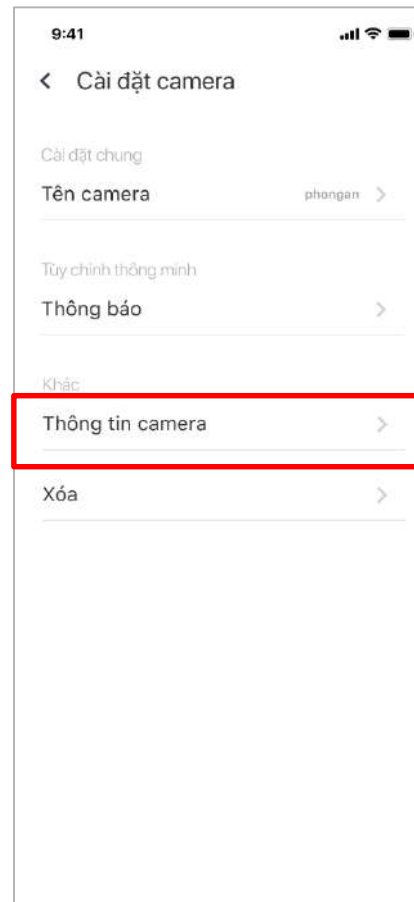 9:41
Cài đặt camera
Cài đặt chung
Tên camera phongan
Tùy chỉnh thông minh
Thông báo
Khác
Thông tin camera
Xóa